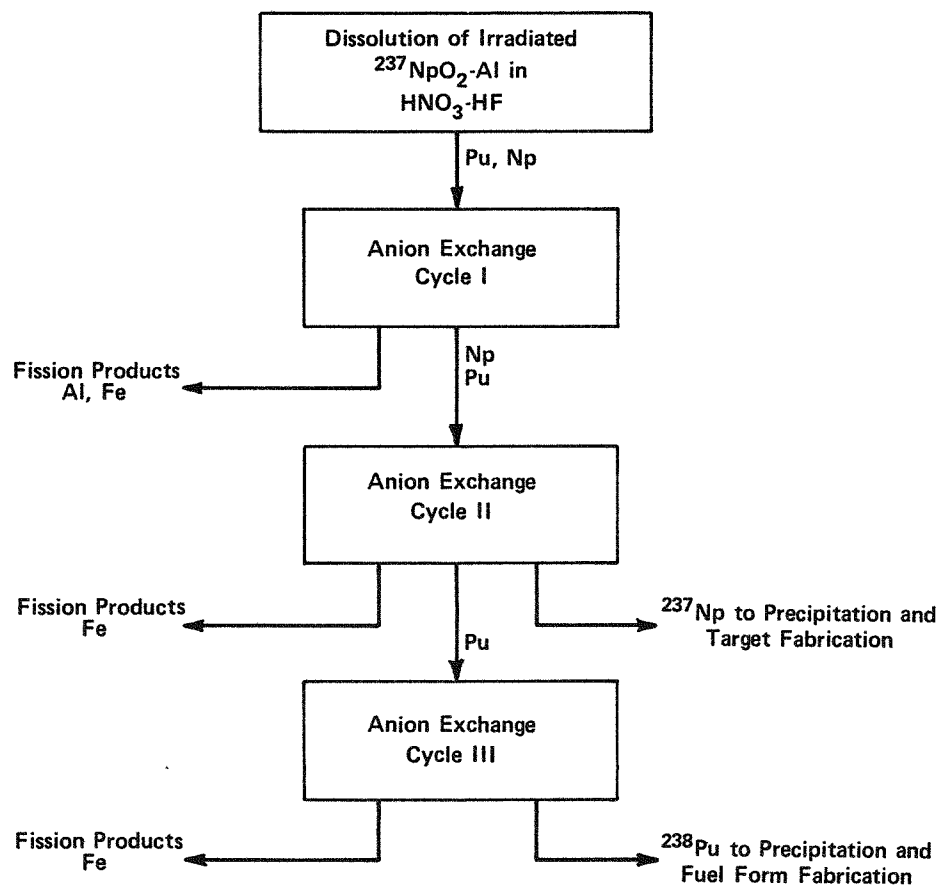 Dissolution of Irradiated
²³⁷NpO₂-Al in
HNO₃-HF
Pu, Np
Anion Exchange
Cycle I
Fission Products
Al, Fe
Np
Pu
Anion Exchange
Cycle II
Fission Products
Fe
Pu
²³⁷Np to Precipitation and
Target Fabrication
Anion Exchange
Cycle III
Fission Products
Fe
²³⁸Pu to Precipitation and
Fuel Form Fabrication